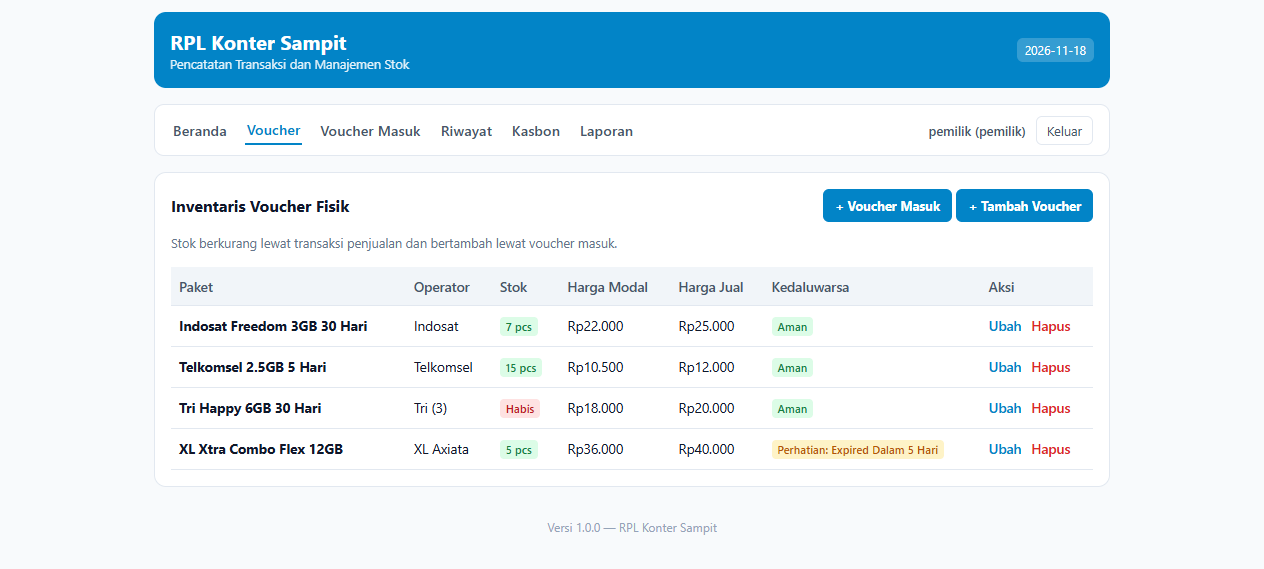 RPL Konter Sampit
Pencatatan Transaksi dan Manajemen Stok
2026-11-18
Beranda Voucher Voucher Masuk Riwayat Kasbon Laporan pemilik (pemilik) Keluar
Inventaris Voucher Fisik + Voucher Masuk + Tambah Voucher
Stok berkurang lewat transaksi penjualan dan bertambah lewat voucher masuk.
Paket Operator Stok Harga Modal Harga Jual Kedaluwarsa Aksi
Indosat Freedom 3GB 30 Hari Indosat 7 pcs Rp22.000 Rp25.000 Aman Ubah Hapus
Telkomsel 2.5GB 5 Hari Telkomsel 15 pcs Rp10.500 Rp12.000 Aman Ubah Hapus
Tri Happy 6GB 30 Hari Tri (3) Habis Rp18.000 Rp20.000 Aman Ubah Hapus
XL Xtra Combo Flex 12GB XL Axiata 5 pcs Rp36.000 Rp40.000 Perhatian: Expired Dalam 5 Hari Ubah Hapus
Versi 1.0.0 — RPL Konter Sampit